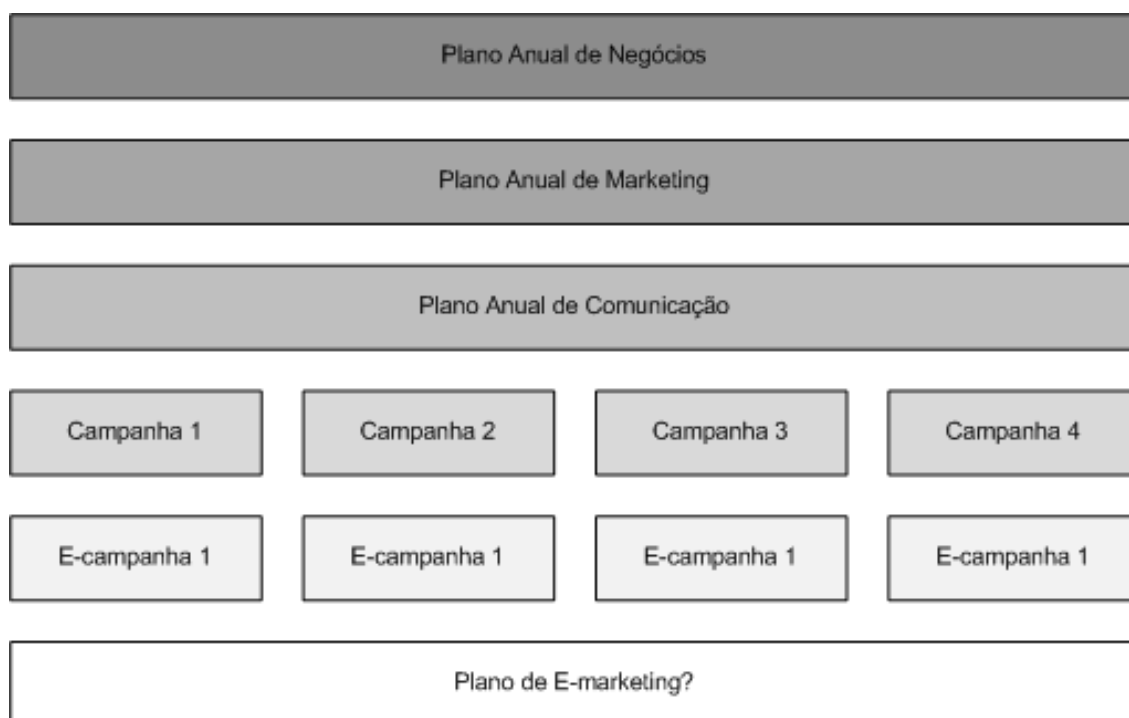 Plano Anual de Negócios
Plano Anual de Marketing
Plano Anual de Comunicação
Campanha 1
Campanha 2
Campanha 3
Campanha 4
E-campanha 1
E-campanha 1
E-campanha 1
E-campanha 1
Plano de E-marketing?